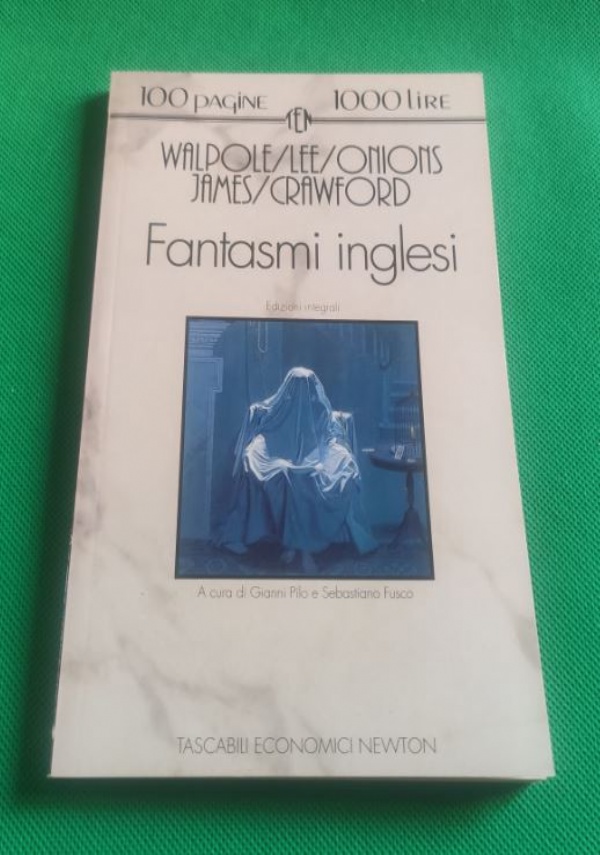 100 pagine 1000 lire
TEN
WALPOLE/LEE/ONIONS
JAMES/CRAWFORD
Fantasmi inglesi
Edizioni integrali
A cura di Gianni Pilo e Sebastiano Fusco
TASCABILI ECONOMICI NEWTON